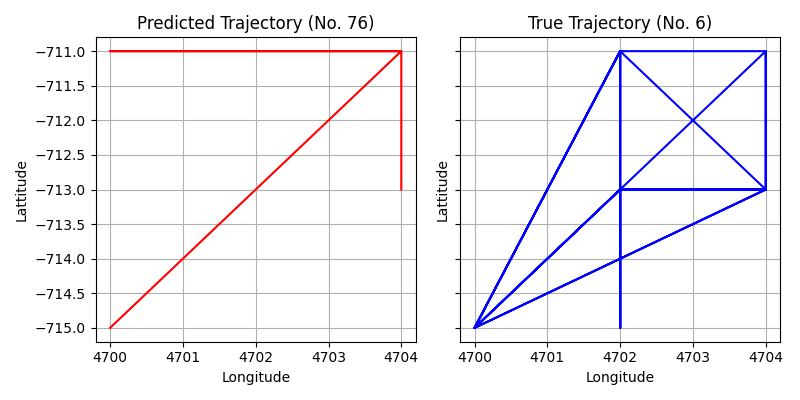 Predicted Trajectory (No. 76)
True Trajectory (No. 6)
−711.0
−711.5
−712.0
−712.5
−713.0
−713.5
−714.0
−714.5
−715.0
Lattitude
Lattitude
4700 4701 4702 4703 4704
4700 4701 4702 4703 4704
Longitude
Longitude